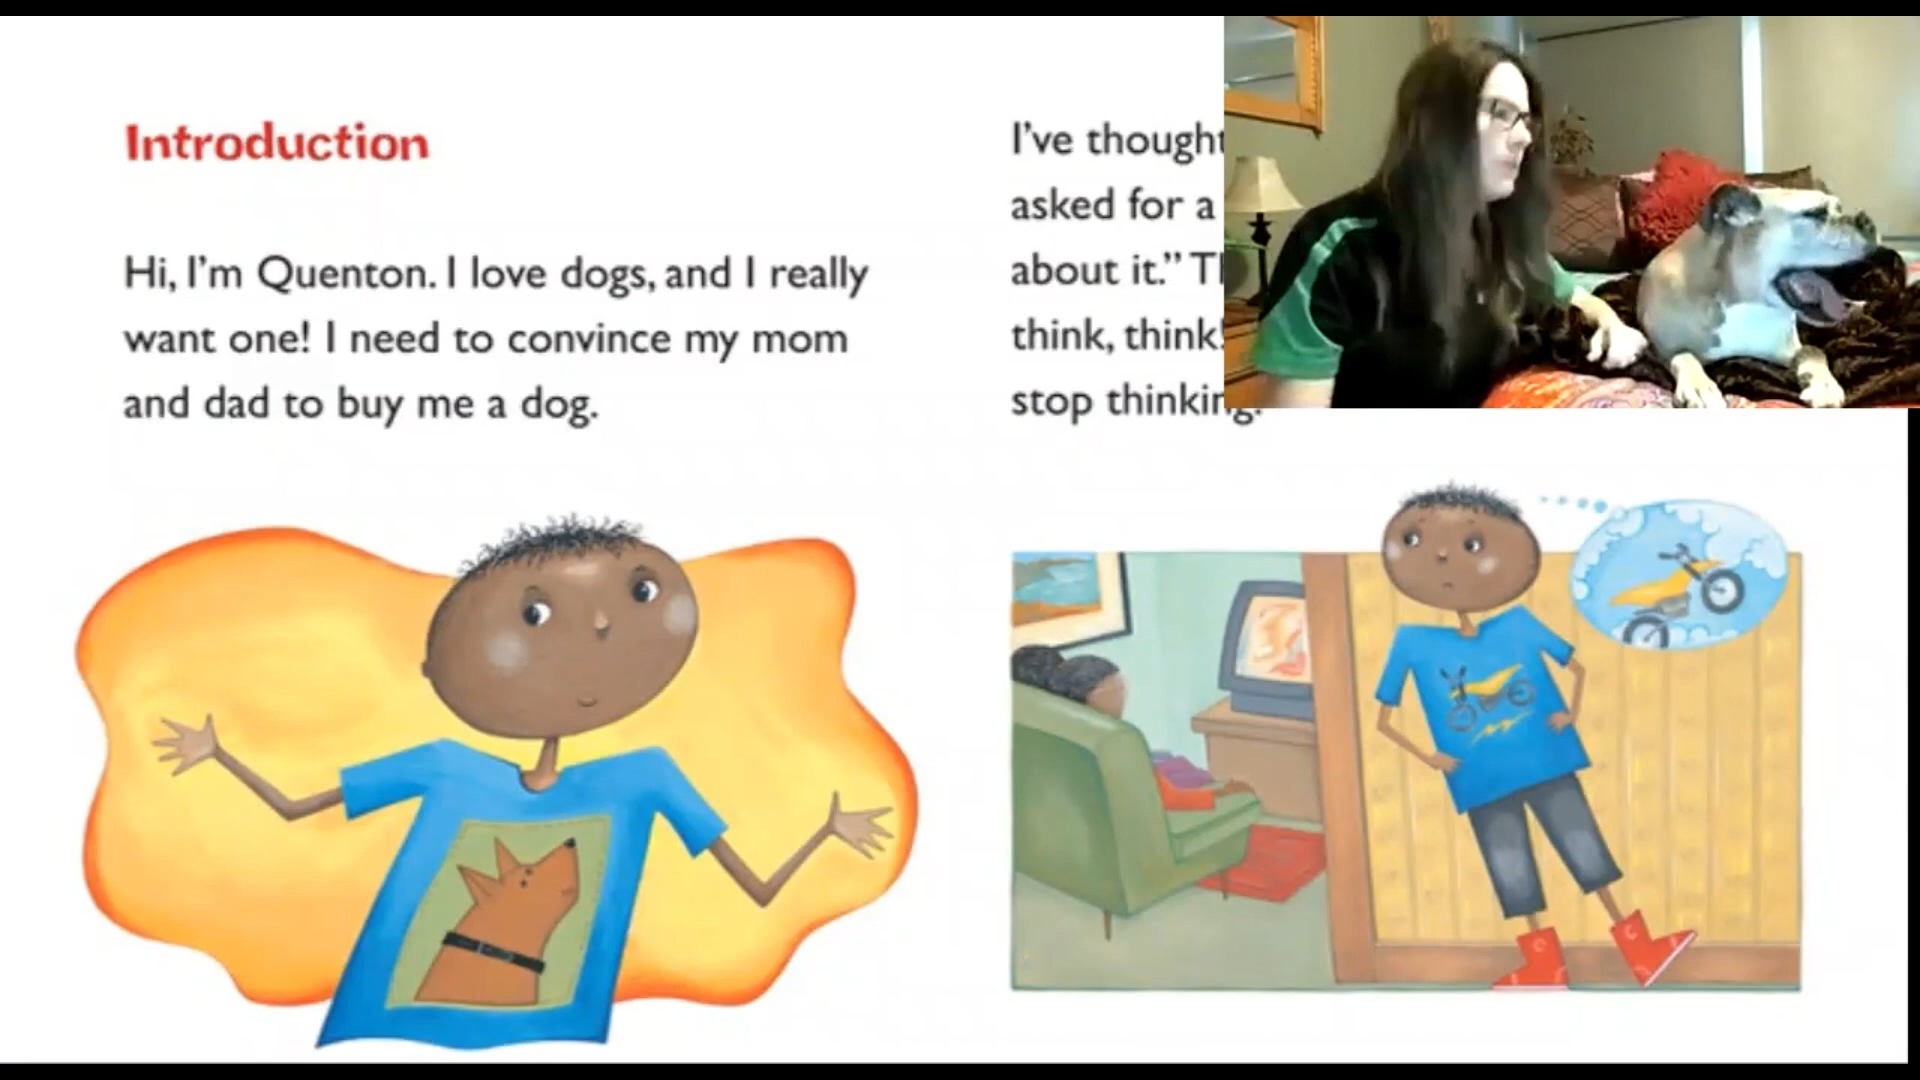 Introduction
Hi, I'm Quenton. I love dogs, and I really
want one! I need to convince my mom
and dad to buy me a dog.
I've thought
asked for a
about it."
think, think!
stop thinking.